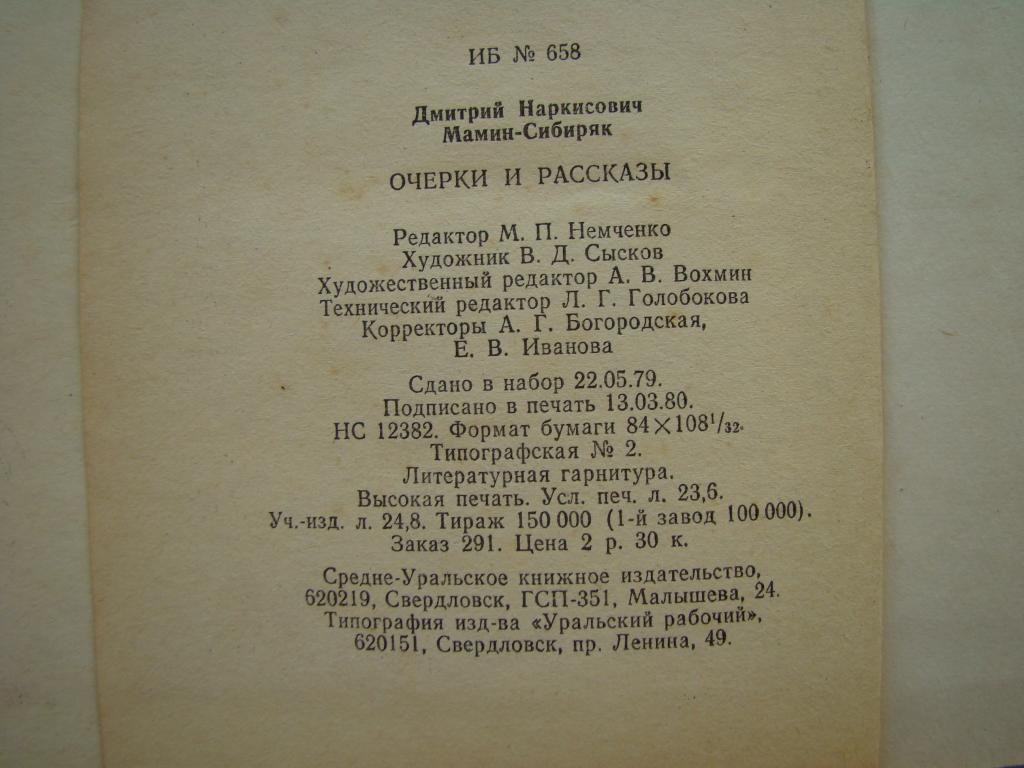 ИБ № 658
Дмитрий Наркисович
Мамин-Сибиряк
ОЧЕРКИ И РАССКАЗЫ
Редактор М. П. Немченко
Художник В. Д. Сысков
Художественный редактор А. В. Вохмин
Технический редактор Л. Г. Голобокова
Корректоры А. Г. Богородская,
Е. В. Иванова
Сдано в набор 22.05.79.
Подписано в печать 13.03.80.
НС 12382. Формат бумаги 84×108¹/₃₂.
Типографская № 2.
Литературная гарнитура.
Высокая печать. Усл. печ. л. 23,6.
Уч.-изд. л. 24,8. Тираж 150 000 (1-й завод 100 000).
Заказ 291. Цена 2 р. 30 к.
Средне-Уральское книжное издательство,
620219, Свердловск, ГСП-351, Малышева, 24.
Типография изд-ва «Уральский рабочий»,
620151, Свердловск, пр. Ленина, 49.